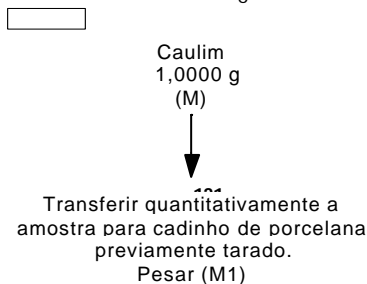 Caulim
1,0000 g
(M)
Transferir quantitativamente a
amostra para cadinho de porcelana
previamente tarado.
Pesar (M1)